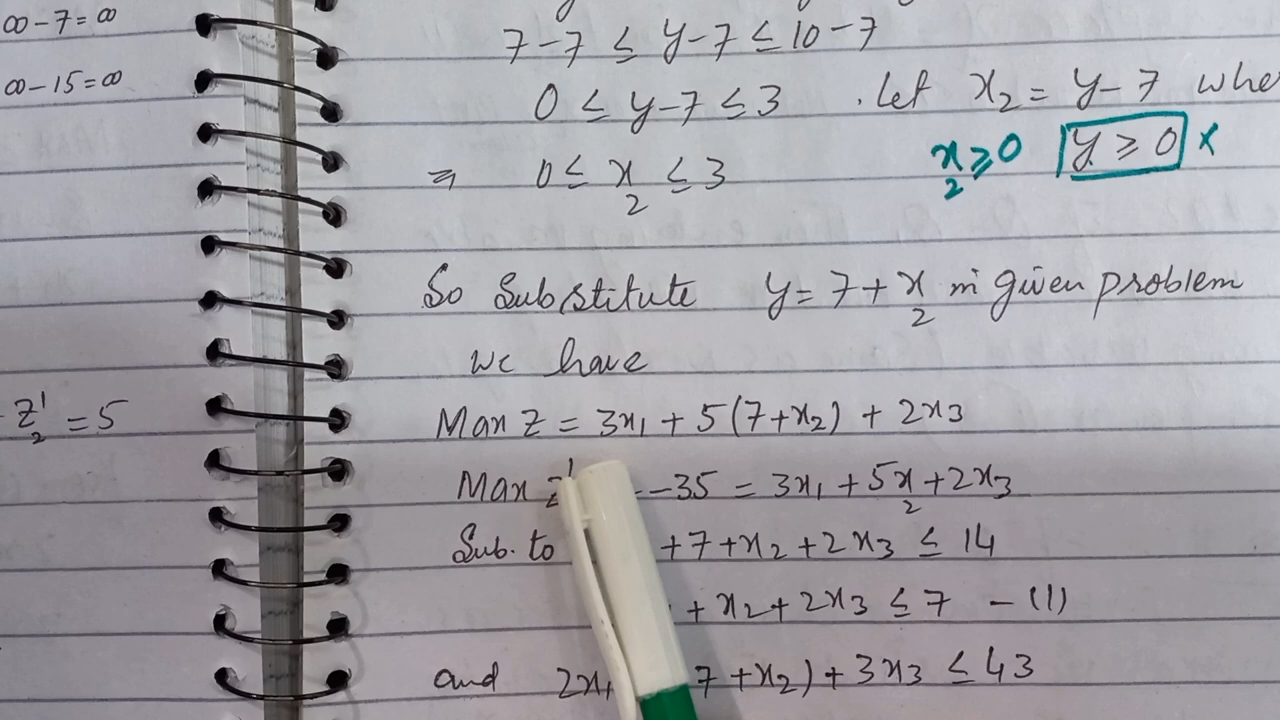 ∞ - 7 = ∞
∞ - 15 = ∞
Z'₂ = 5
7-7 ≤ y-7 ≤ 10-7
0 ≤ y-7 ≤ 3 . Let x₂ = y-7
x₂ ≥ 0 y ≥ 0 ×
⇒ 0 ≤ x₂ ≤ 3
So Substitute y = 7 + x₂ in given problem
we have
Max Z = 3x₁ + 5(7+x₂) + 2x₃
Max Z' -35 = 3x₁ + 5x₂ + 2x₃
Sub. to +7+x₂+2x₃ ≤ 14
+ x₂+2x₃ ≤ 7 - (1)
and 2x₁ 7+x₂)+3x₃ ≤ 43